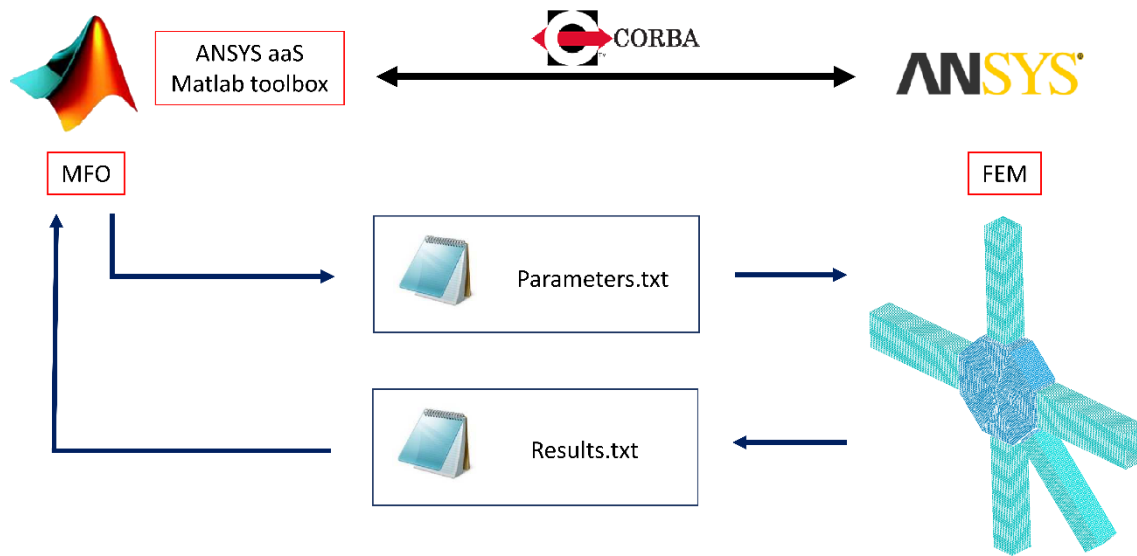 CORBA
ANSYS aaS
Matlab toolbox
ANSYS
MFO
FEM
Parameters.txt
Results.txt